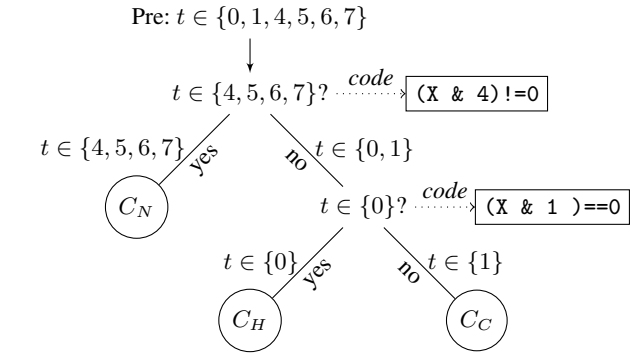 Pre: t ∈ {0, 1, 4, 5, 6, 7}
t ∈ {4, 5, 6, 7}? code (X & 4)!=0
t ∈ {4, 5, 6, 7} yes no t ∈ {0, 1}
C_N
t ∈ {0}? code (X & 1 )==0
t ∈ {0} yes no t ∈ {1}
C_H C_C